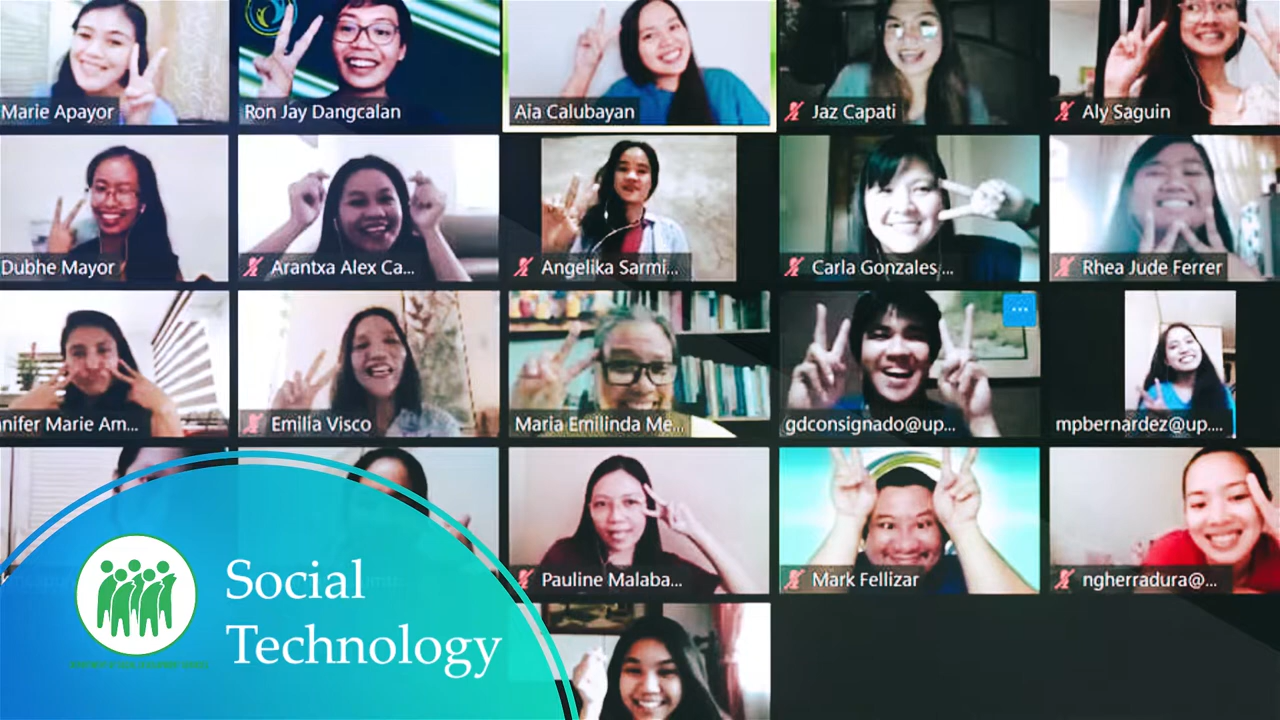 Marie Apayor
Ron Jay Dangcalan
Aia Calubayan
Jaz Capati
Aly Saguin
Dubhe Mayor
Arantxa Alex Ca...
Angelika Sarmi...
Carla Gonzales ...
Rhea Jude Ferrer
nnifer Marie Am...
Emilia Visco
Maria Emilinda Me...
gdconsignado@up...
mpbernardez@up....
Pauline Malaba...
Mark Fellizar
ngherradura@...
Social
Technology